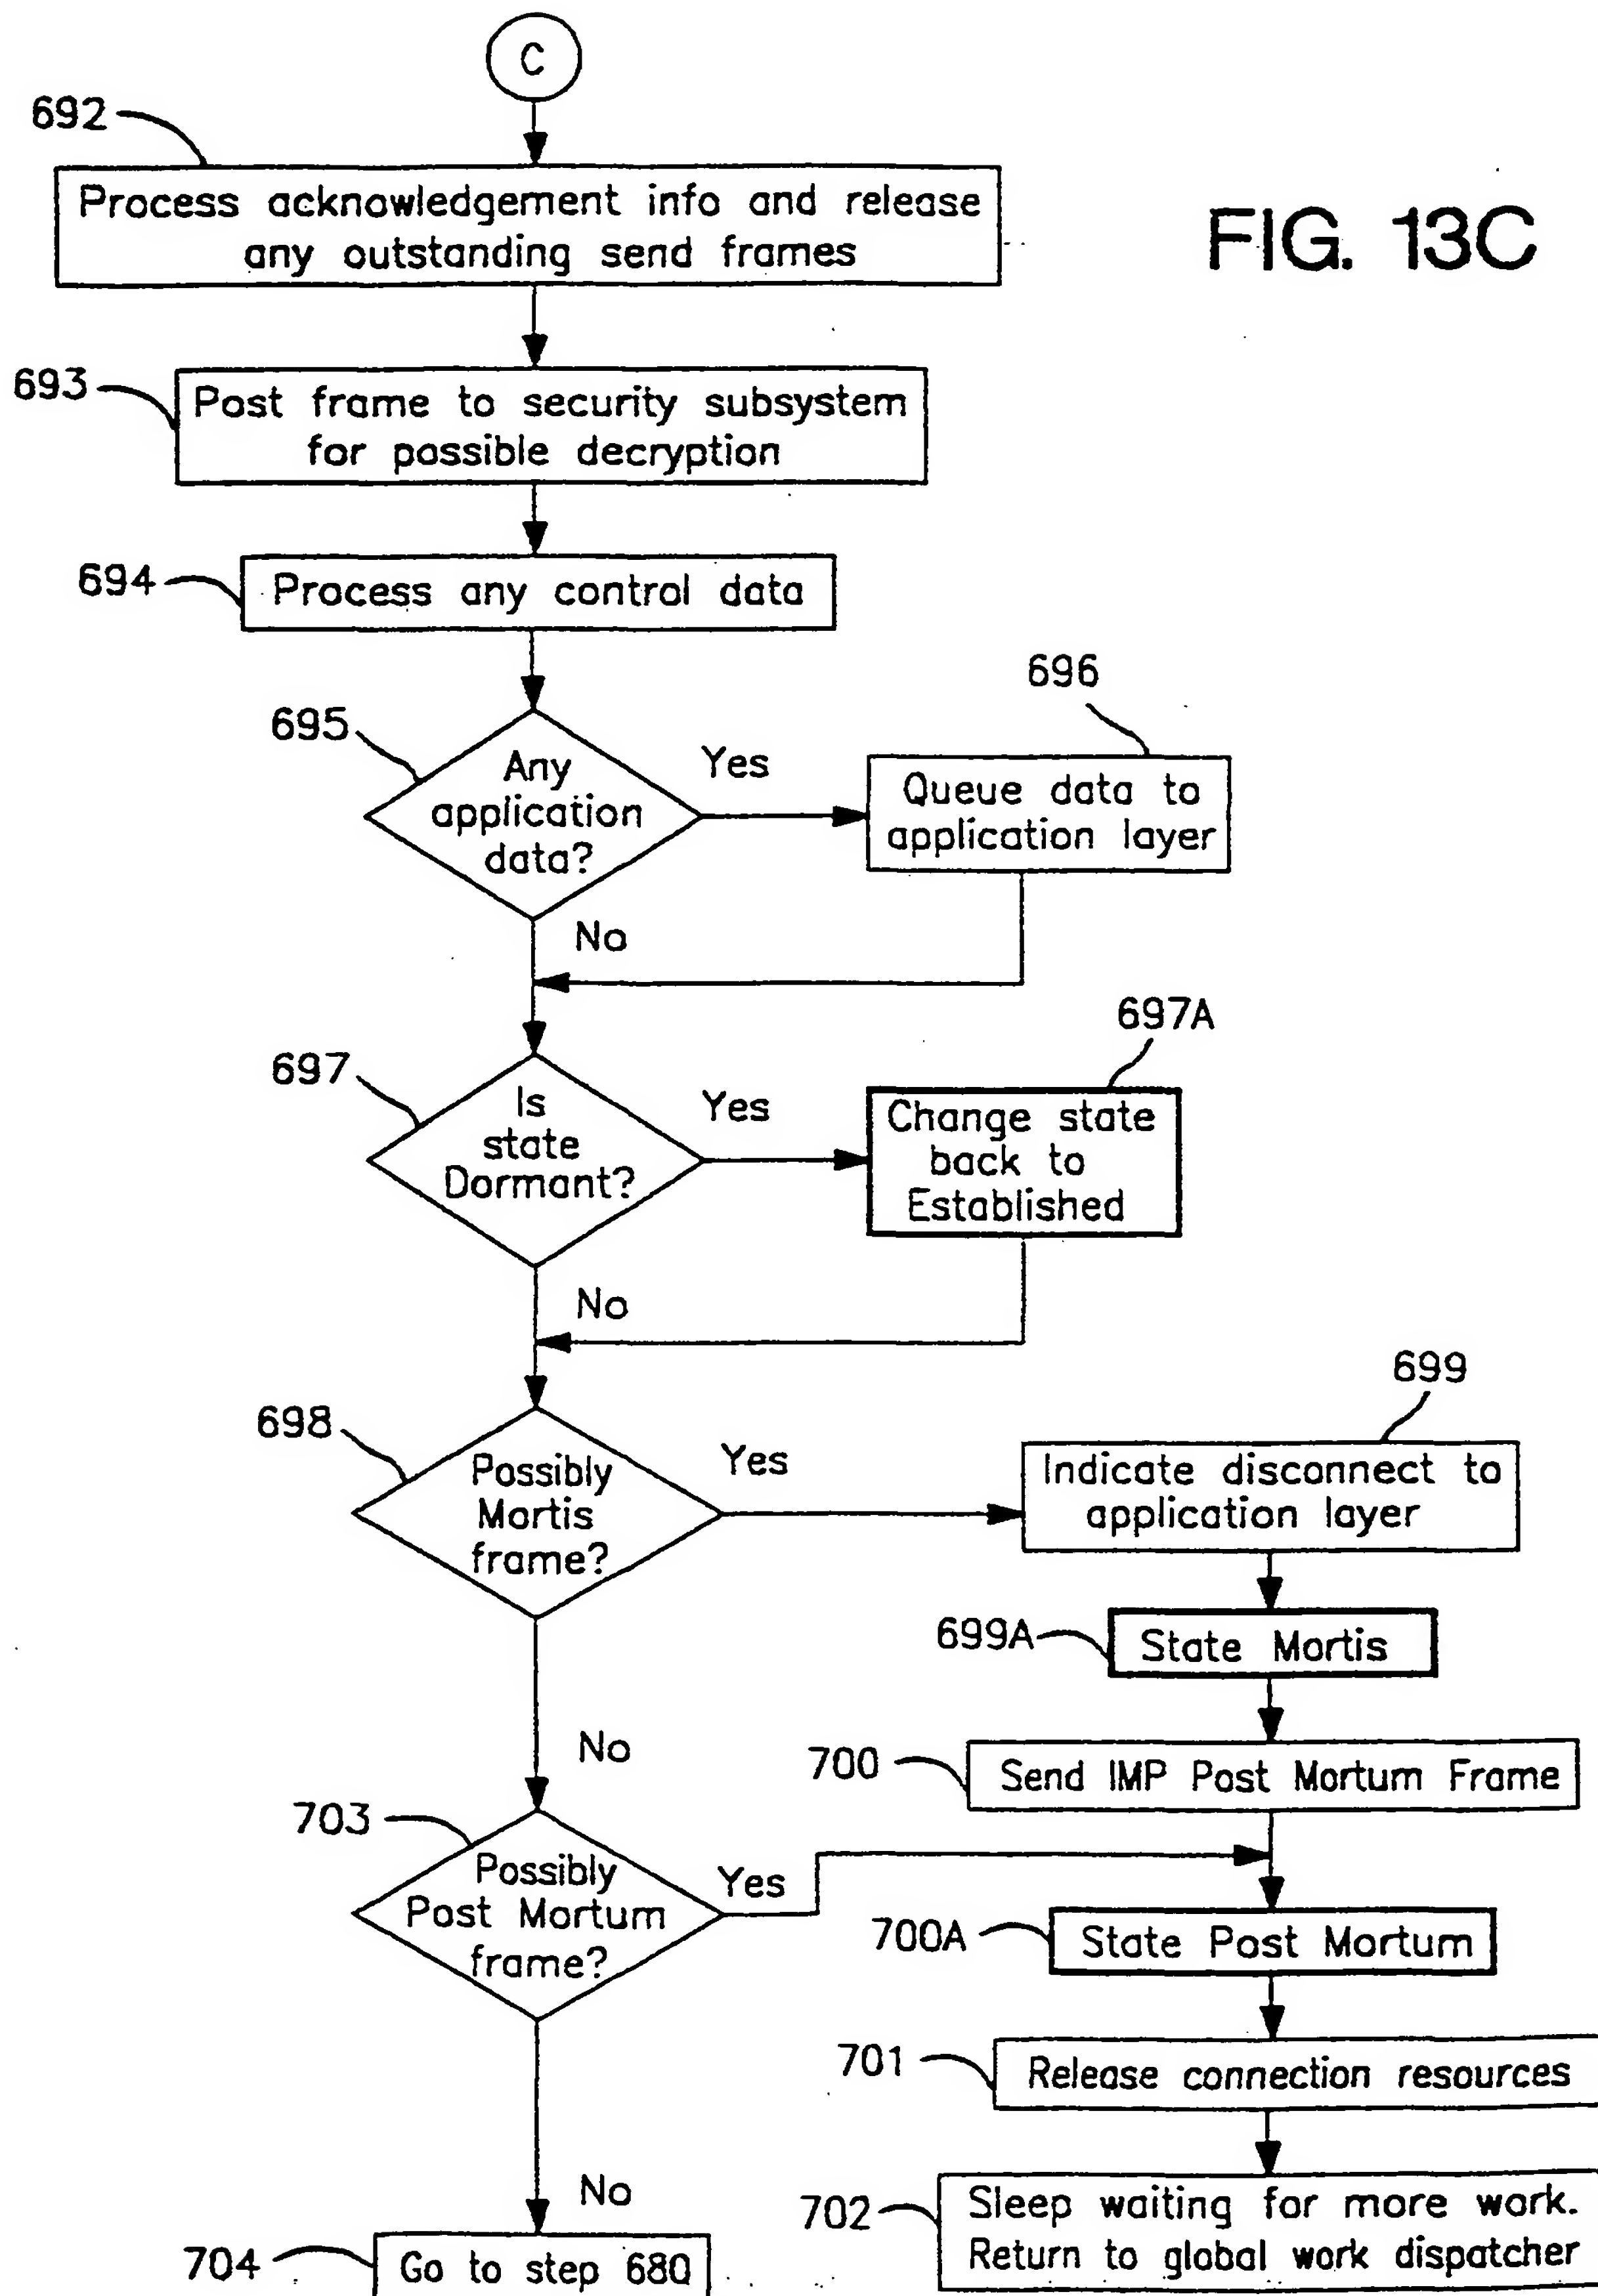 C
692
Process acknowledgement info and release
any outstanding send frames
FIG. 13C
693
Post frame to security subsystem
for possible decryption
694
Process any control data
695
Any
application
data?
Yes
696
Queue data to
application layer
No
697
Is
state
Dormant?
Yes
697A
Change state
back to
Established
No
698
Possibly
Mortis
frame?
Yes
699
Indicate disconnect to
application layer
699A
State Mortis
No
700
Send IMP Post Mortum Frame
703
Possibly
Post Mortum
frame?
Yes
700A
State Post Mortum
701
Release connection resources
No
702
Sleep waiting for more work.
Return to global work dispatcher
704
Go to step 680